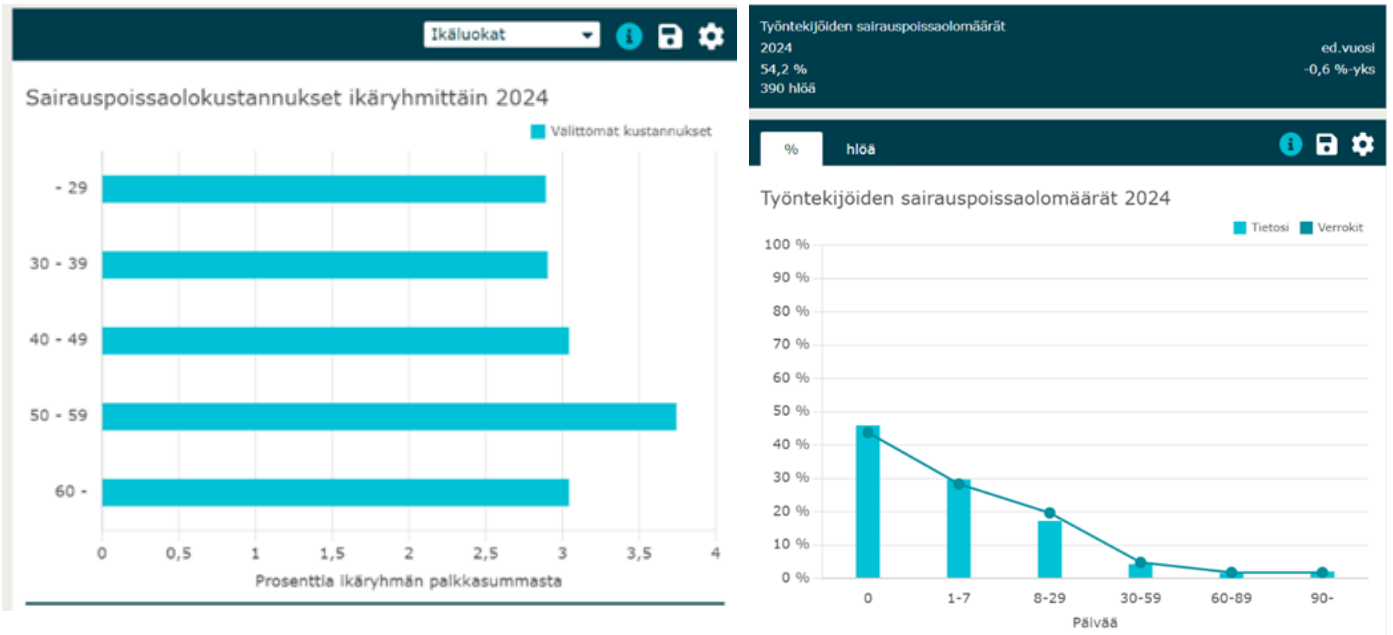 Ikäluokat
Sairauspoissaolokustannukset ikäryhmittäin 2024
Välittömät kustannukset
- 29
30 - 39
40 - 49
50 - 59
60 -
0 0,5 1 1,5 2 2,5 3 3,5 4
Prosenttia ikäryhmän palkkasummasta
Työntekijöiden sairauspoissaolomäärät
2024 ed.vuosi
54,2 % -0,6 %-yks
390 hlöä
% hlöä
Työntekijöiden sairauspoissaolomäärät 2024
Tietosi Verrokit
100 %
90 %
80 %
70 %
60 %
50 %
40 %
30 %
20 %
10 %
0 %
0 1-7 8-29 30-59 60-89 90-
Päivää